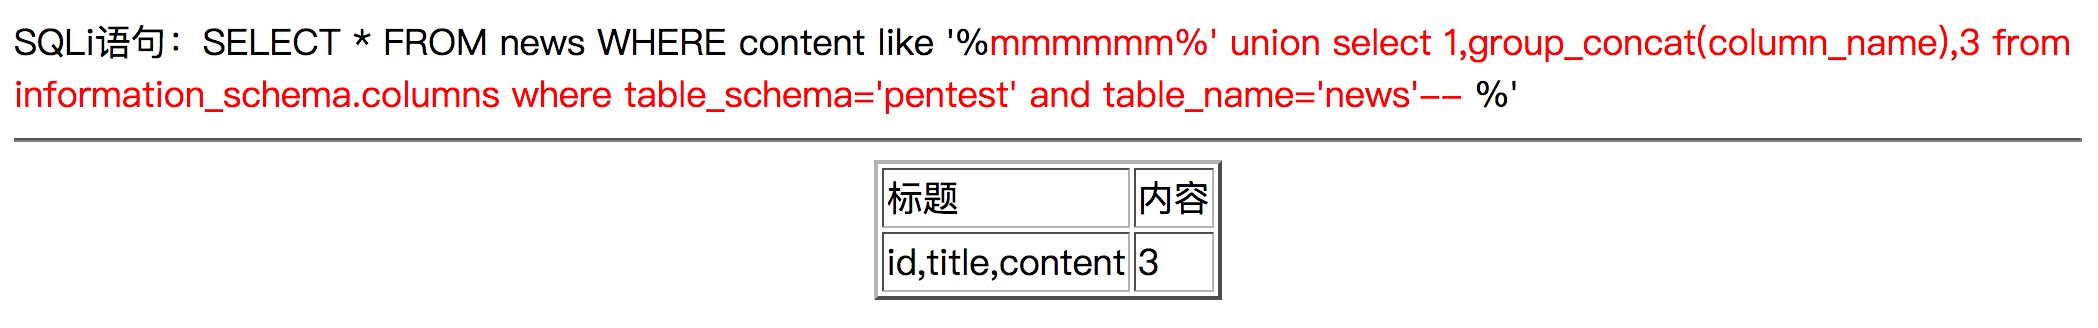 SQLi语句：SELECT * FROM news WHERE content like '%mmmmmm%' union select 1,group_concat(column_name),3 from
information_schema.columns where table_schema='pentest' and table_name='news'-- %'
标题 内容
id,title,content 3